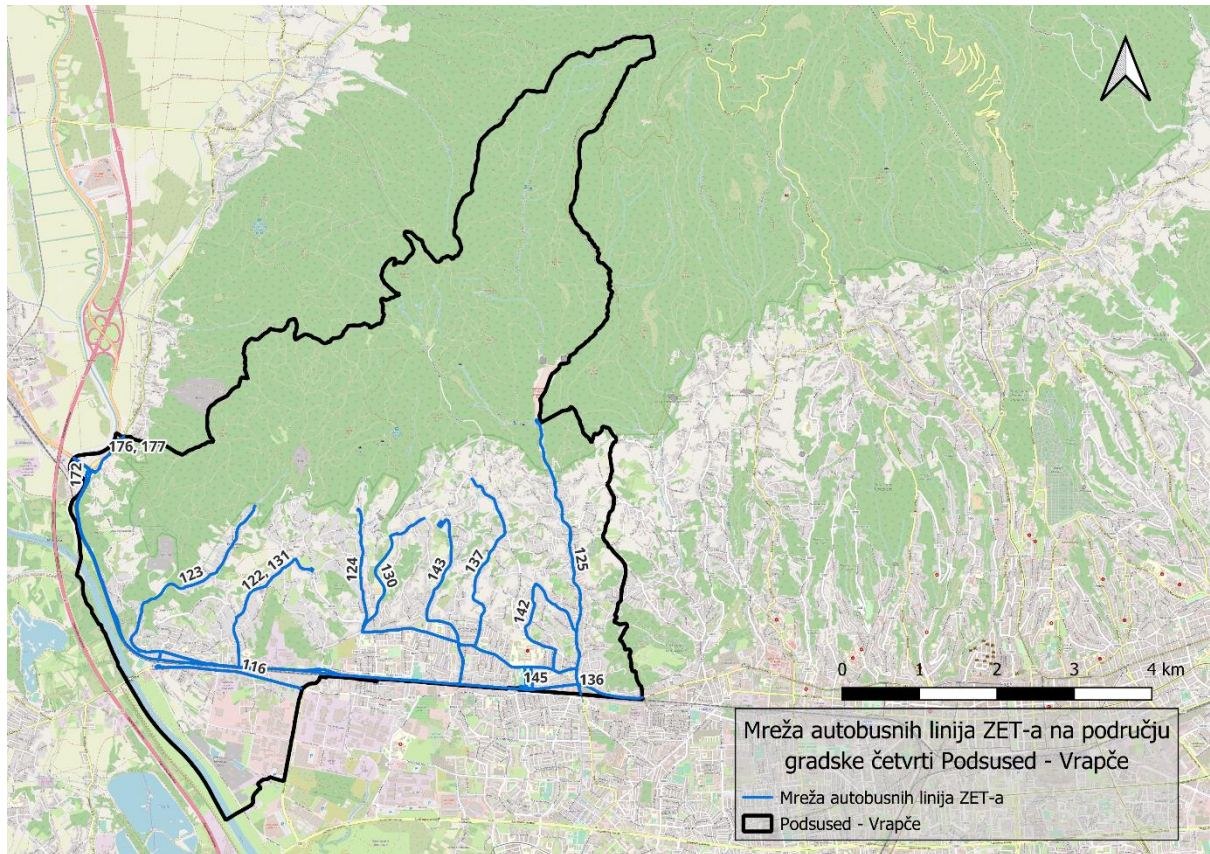 176, 177
172
123
122, 131
124
130
143
137
125
142
116
145
136
0 1 2 3 4 km
Mreža autobusnih linija ZET-a na području
gradske četvrti Podsused - Vrapče
Mreža autobusnih linija ZET-a
Podsused - Vrapče